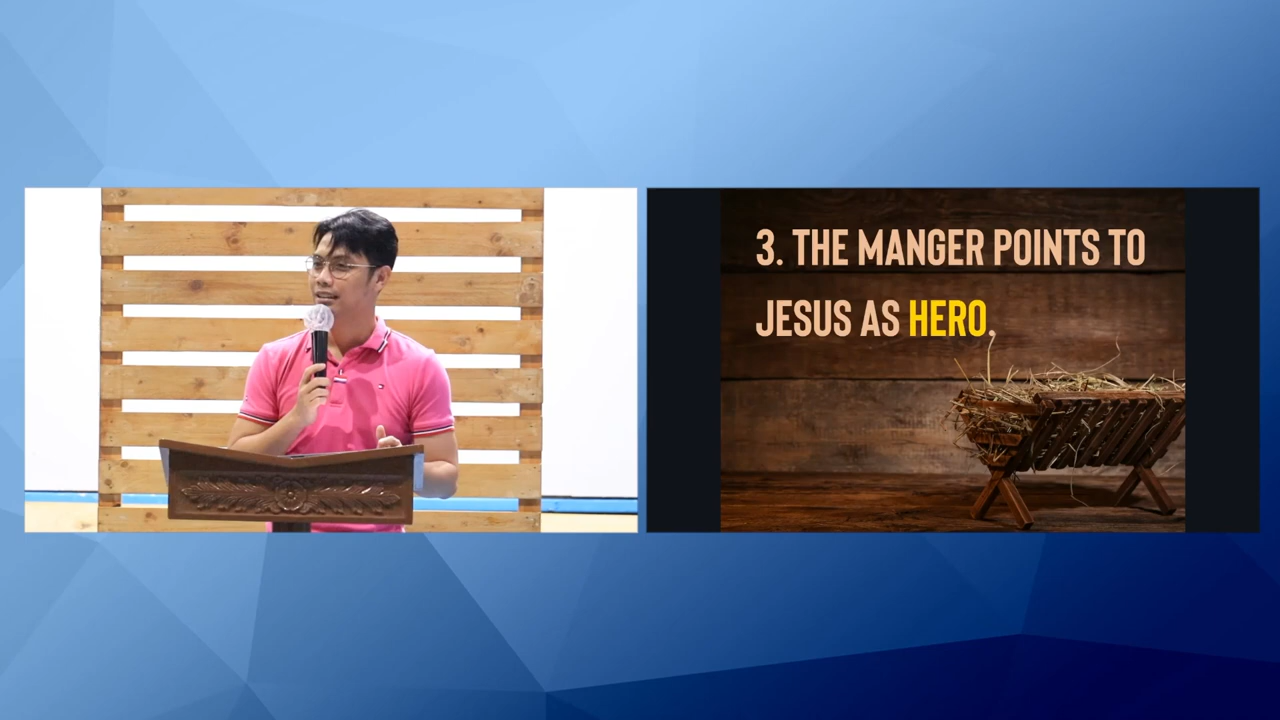 3. THE MANGER POINTS TO
JESUS AS HERO.